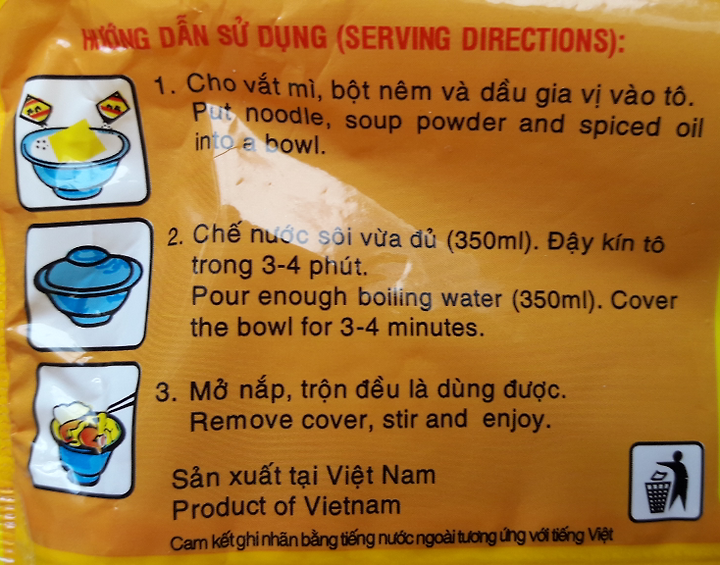 HƯỚNG DẪN SỬ DỤNG (SERVING DIRECTIONS):
1. Cho vắt mì, bột nêm và dầu gia vị vào tô.
Put noodle, soup powder and spiced oil
into a bowl.
2. Chế nước sôi vừa đủ (350ml). Đậy kín tô
trong 3-4 phút.
Pour enough boiling water (350ml). Cover
the bowl for 3-4 minutes.
3. Mở nắp, trộn đều là dùng được.
Remove cover, stir and enjoy.
Sản xuất tại Việt Nam
Product of Vietnam
Cam kết ghi nhãn bằng tiếng nước ngoài tương ứng với tiếng Việt